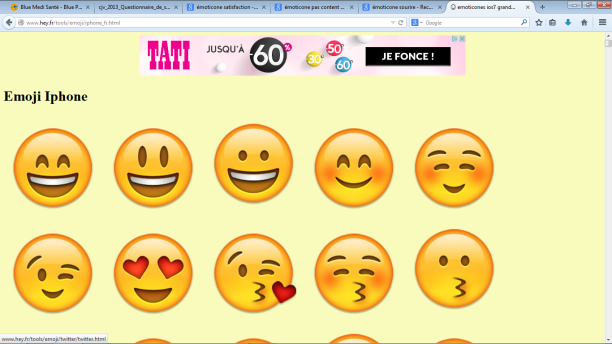 Blue Medi Santé - Blue P...
cjv_2013_Questionnaire_de_s...
émoticone satisfaction -...
émoticone pas content ...
émoticone sourire - Rec...
emoticones ios7 grand...
www.hey.fr/tools/emoji/iphone_fr.html
Google
TATI
JUSQU'À
-60%
-30%
-50%
-60%
JE FONCE !
Emoji Iphone
www.hey.fr/tools/emoji/twitter/twitter.html